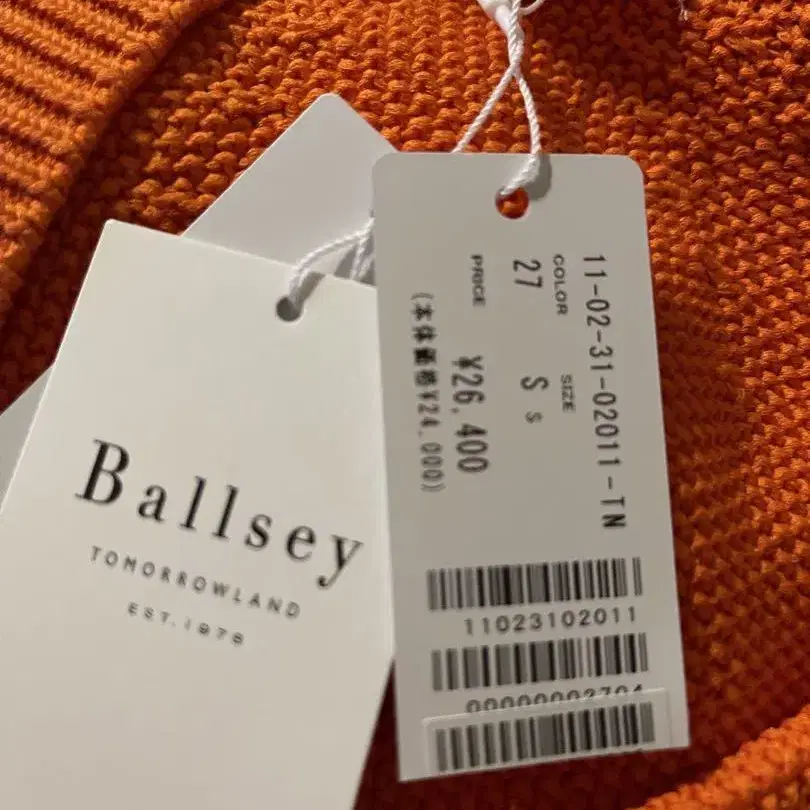 Ballsey
TOMORROWLAND
EST. 1978
11-02-31-02011-TN
COLOR SIZE
27 S s
PRICE ¥26,400
(本体価格¥24,000)
11023102011